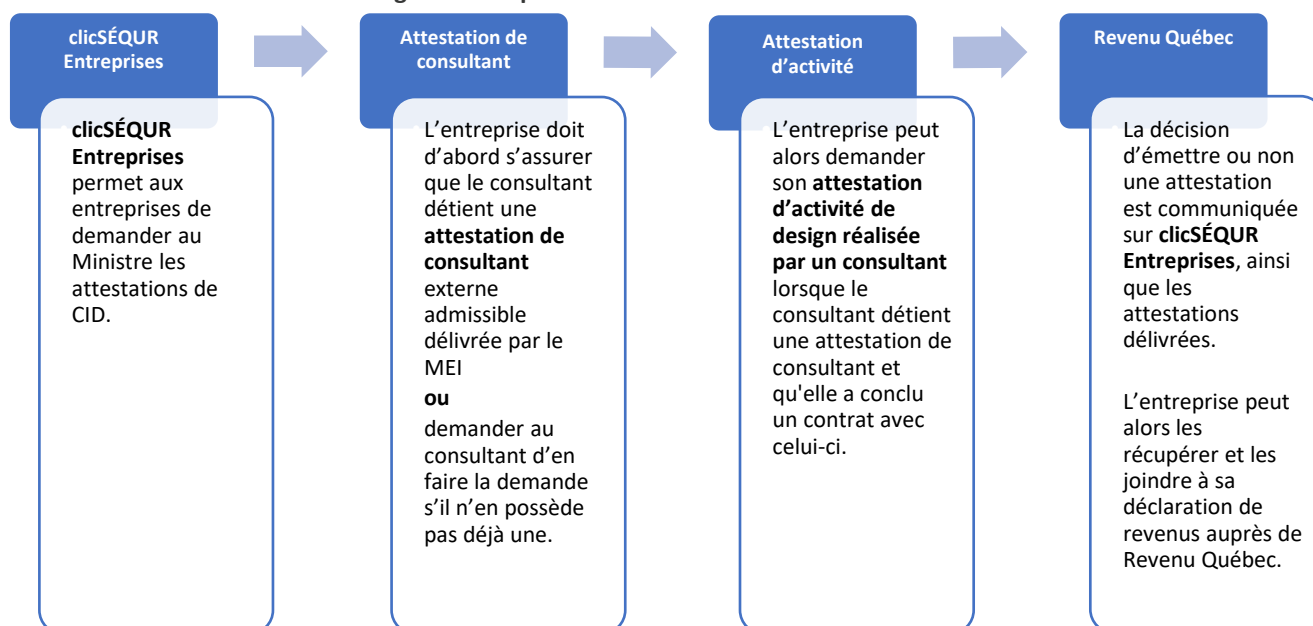 clicSÉQUR
Entreprises
clicSÉQUR
Entreprises
permet aux
entreprises de
demander au
Ministre les
attestations de
CID.
Attestation de
consultant
L’entreprise doit
d’abord s’assurer
que le consultant
détient une
attestation de
consultant
externe
admissible
délivrée par le
MEI
ou
demander au
consultant d’en
faire la demande
s’il n’en possède
pas déjà une.
Attestation
d’activité
L’entreprise peut
alors demander
son attestation
d’activité de
design réalisée
par un consultant
lorsque le
consultant détient
une attestation de
consultant et
qu'elle a conclu
un contrat avec
celui-ci.
Revenu Québec
La décision
d’émettre ou non
une attestation
est communiquée
sur clicSÉQUR
Entreprises, ainsi
que les
attestations
délivrées.
L’entreprise peut
alors les
récupérer et les
joindre à sa
déclaration de
revenus auprès de
Revenu Québec.